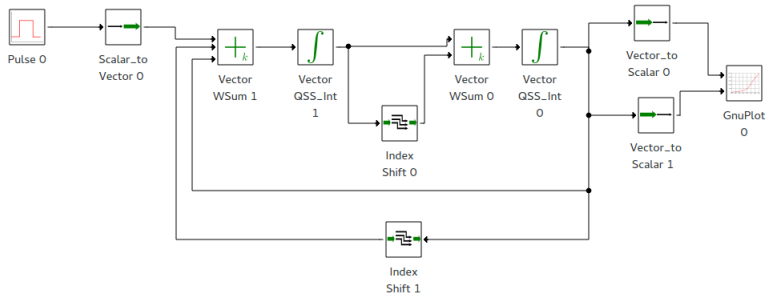 Pulse 0
Scalar_to
Vector 0
k
Vector
WSum 1
Vector
QSS_Int
1
k
Vector
WSum 0
Vector
QSS_Int
0
Vector_to
Scalar 0
Vector_to
Scalar 1
GnuPlot
0
Index
Shift 0
Index
Shift 1